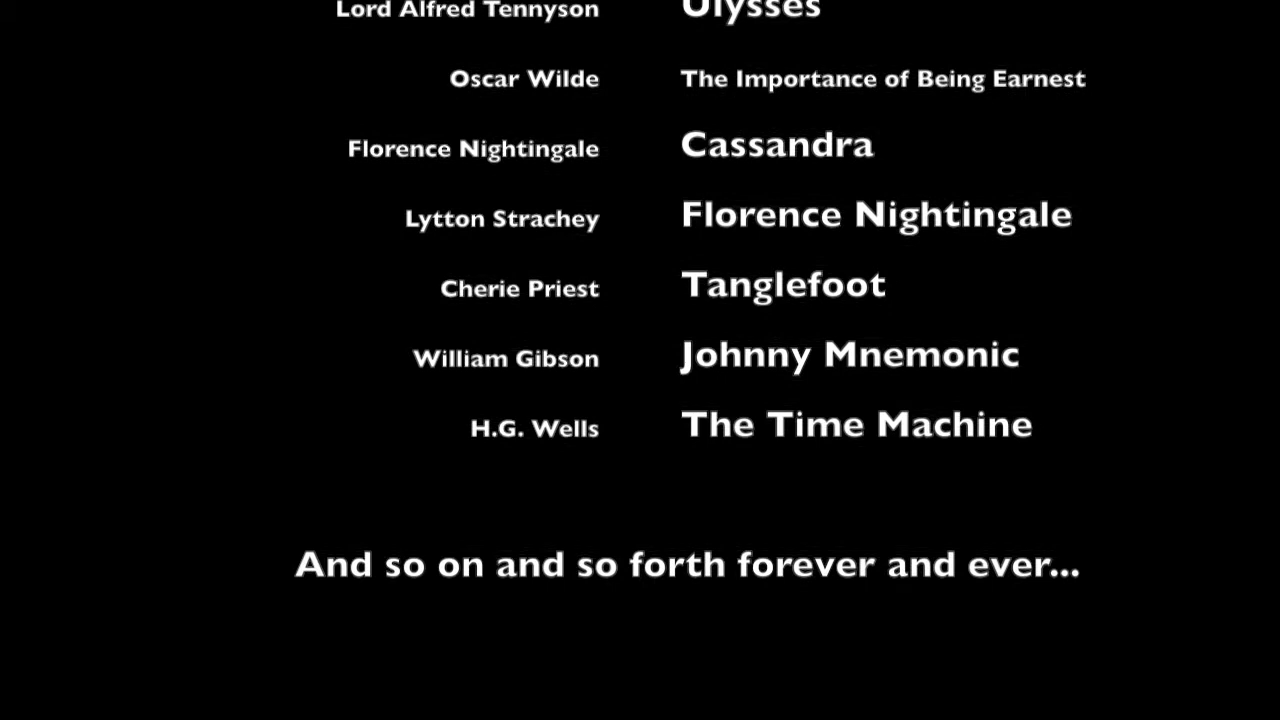 Lord Alfred Tennyson Ulysses
Oscar Wilde The Importance of Being Earnest
Florence Nightingale Cassandra
Lytton Strachey Florence Nightingale
Cherie Priest Tanglefoot
William Gibson Johnny Mnemonic
H.G. Wells The Time Machine
And so on and so forth forever and ever...